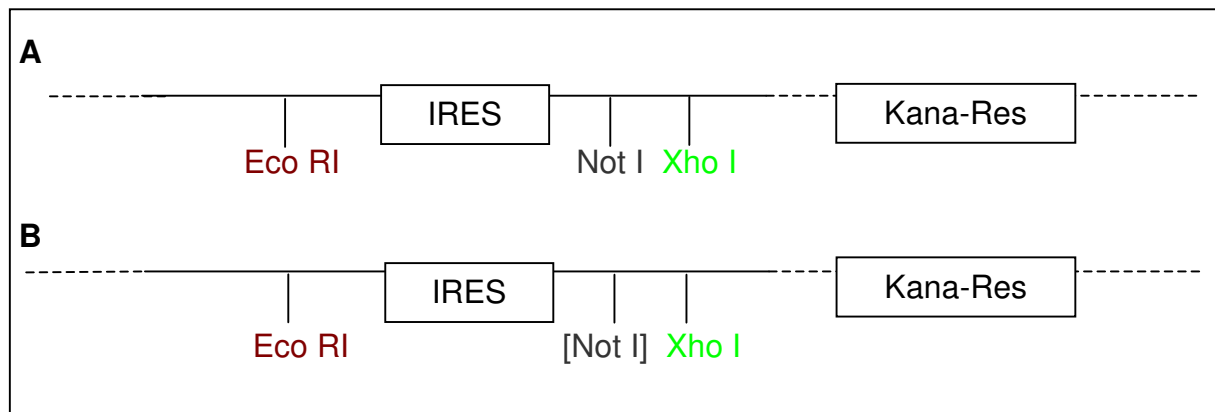 A
IRES
Kana-Res
Eco RI
Not I
Xho I
B
IRES
Kana-Res
Eco RI
[Not I]
Xho I